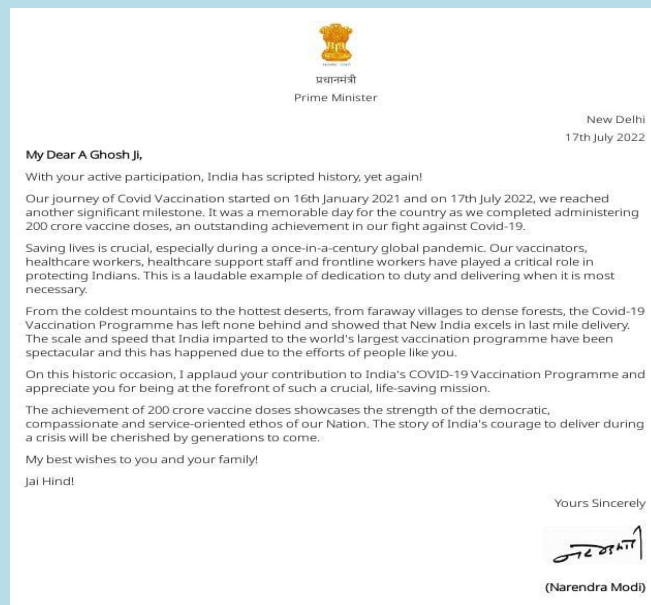 प्रधानमंत्री
Prime Minister
New Delhi
17th July 2022
My Dear A Ghosh Ji,
With your active participation, India has scripted history, yet again!
Our journey of Covid Vaccination started on 16th January 2021 and on 17th July 2022, we reached
another significant milestone. It was a memorable day for the country as we completed administering
200 crore vaccine doses, an outstanding achievement in our fight against Covid-19.
Saving lives is crucial, especially during a once-in-a-century global pandemic. Our vaccinators,
healthcare workers, healthcare support staff and frontline workers have played a critical role in
protecting Indians. This is a laudable example of dedication to duty and delivering when it is most
necessary.
From the coldest mountains to the hottest deserts, from faraway villages to dense forests, the Covid-19
Vaccination Programme has left none behind and showed that New India excels in last mile delivery.
The scale and speed that India imparted to the world's largest vaccination programme have been
spectacular and this has happened due to the efforts of people like you.
On this historic occasion, I applaud your contribution to India's COVID-19 Vaccination Programme and
appreciate you for being at the forefront of such a crucial, life-saving mission.
The achievement of 200 crore vaccine doses showcases the strength of the democratic,
compassionate and service-oriented ethos of our Nation. The story of India's courage to deliver during
a crisis will be cherished by generations to come.
My best wishes to you and your family!
Jai Hind!
Yours Sincerely
(Narendra Modi)